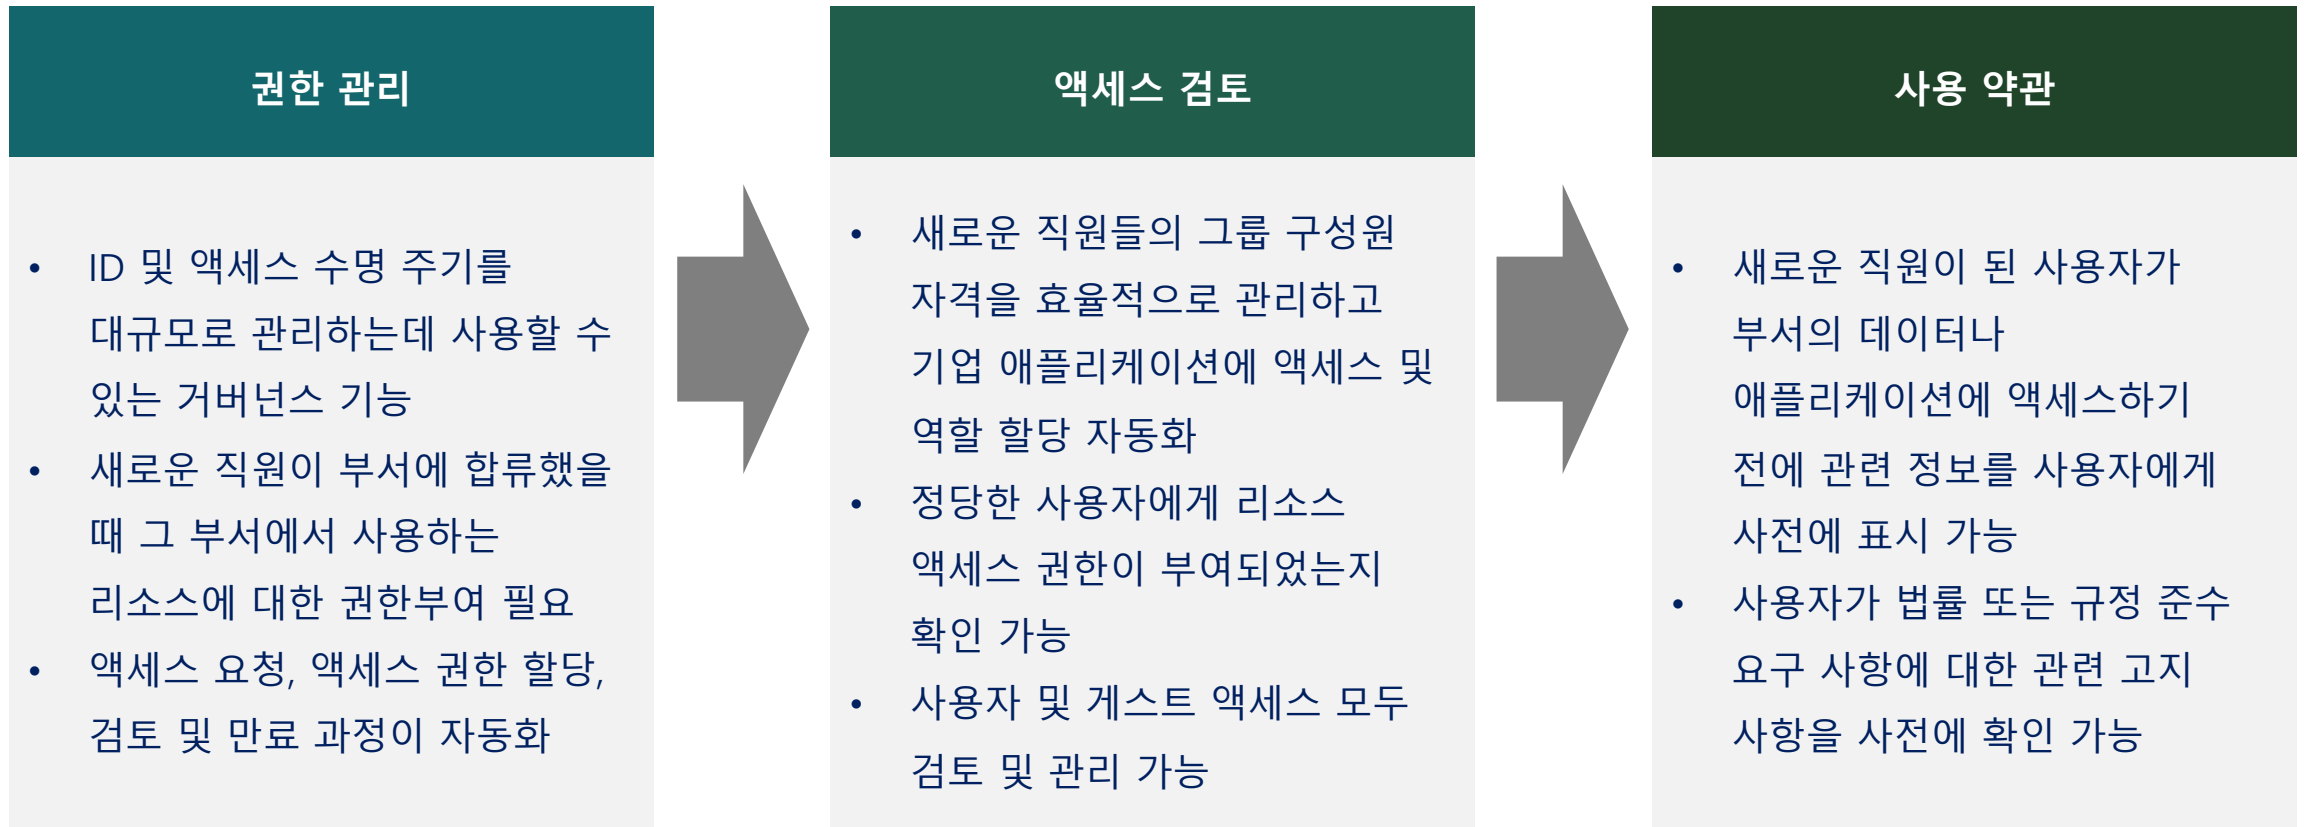 권한 관리
• ID 및 액세스 수명 주기를
대규모로 관리하는데 사용할 수
있는 거버넌스 기능
• 새로운 직원이 부서에 합류했을
때 그 부서에서 사용하는
리소스에 대한 권한부여 필요
• 액세스 요청, 액세스 권한 할당,
검토 및 만료 과정이 자동화
액세스 검토
• 새로운 직원들의 그룹 구성원
자격을 효율적으로 관리하고
기업 애플리케이션에 액세스 및
역할 할당 자동화
• 정당한 사용자에게 리소스
액세스 권한이 부여되었는지
확인 가능
• 사용자 및 게스트 액세스 모두
검토 및 관리 가능
사용 약관
• 새로운 직원이 된 사용자가
부서의 데이터나
애플리케이션에 액세스하기
전에 관련 정보를 사용자에게
사전에 표시 가능
• 사용자가 법률 또는 규정 준수
요구 사항에 대한 관련 고지
사항을 사전에 확인 가능